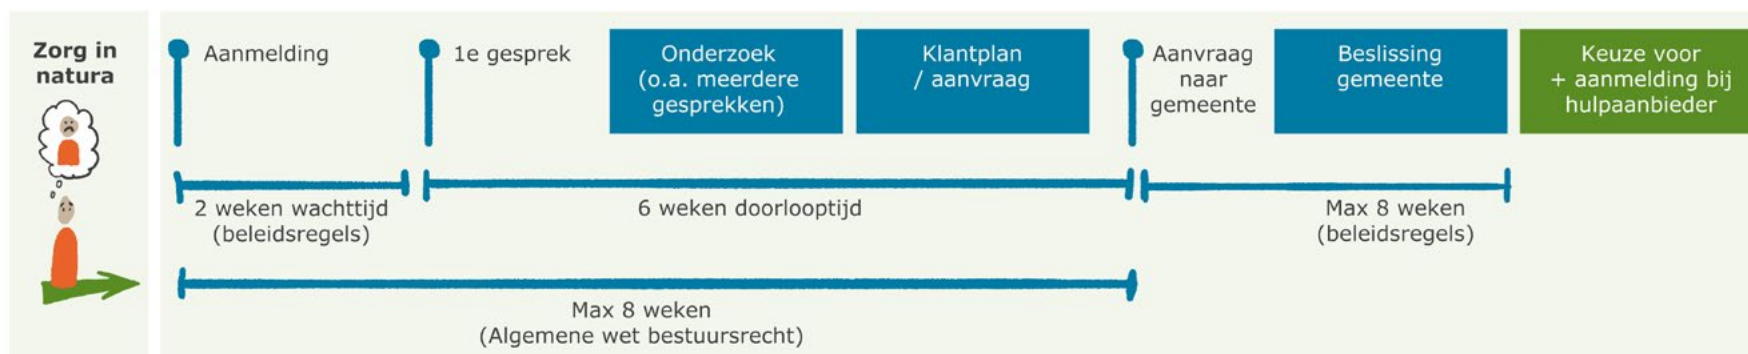 Zorg in
natura
Aanmelding
1e gesprek
Onderzoek
(o.a. meerdere
gesprekken)
Klantplan
/ aanvraag
Aanvraag
naar
gemeente
Beslissing
gemeente
Keuze voor
+ aanmelding bij
hulpaanbieder
2 weken wachttijd
(beleidsregels)
6 weken doorlooptijd
Max 8 weken
(beleidsregels)
Max 8 weken
(Algemene wet bestuursrecht)